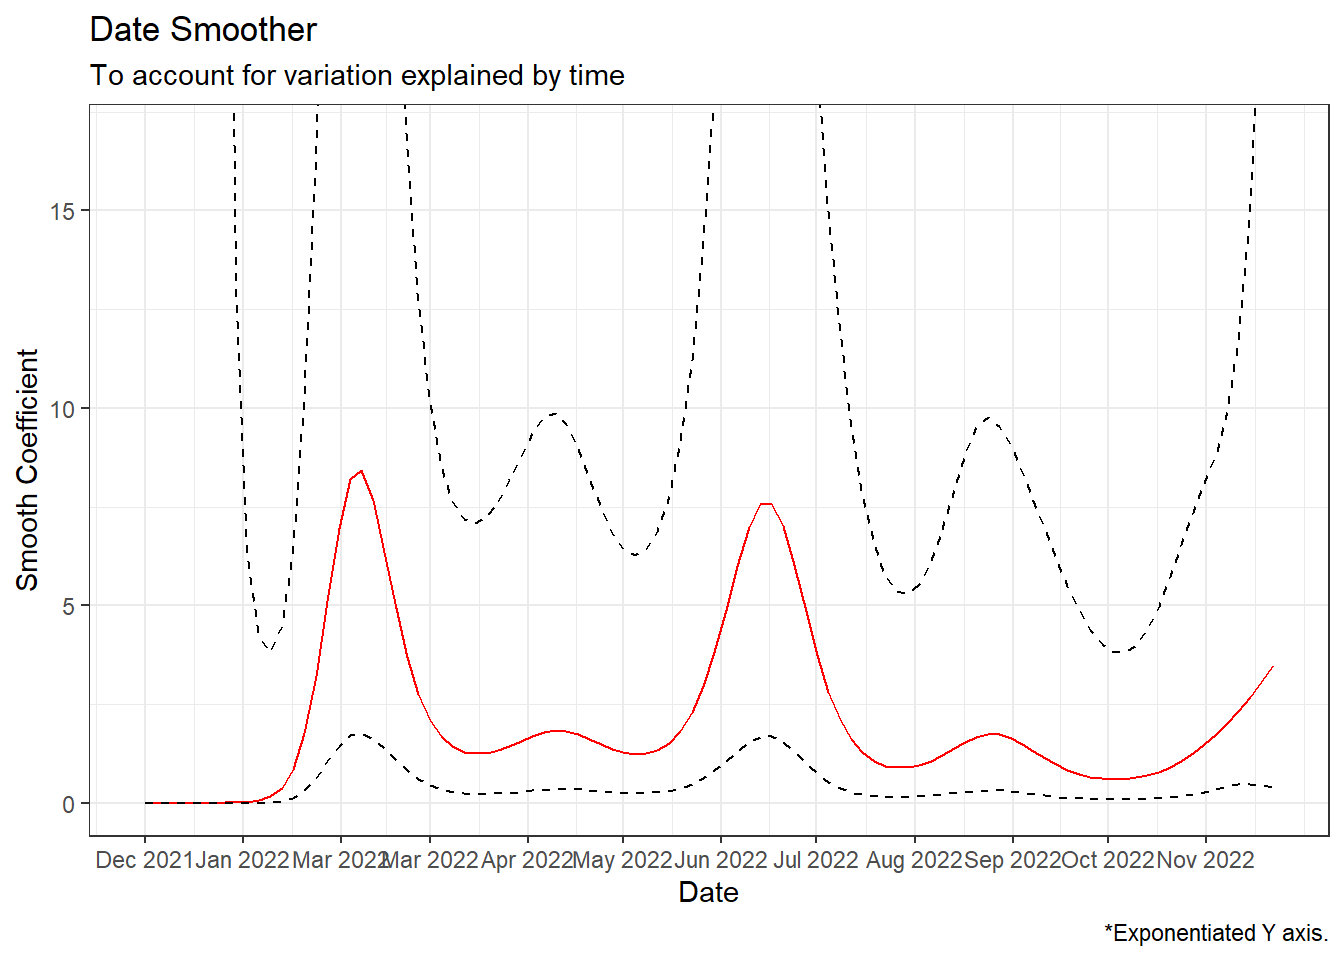 Date Smoother
To account for variation explained by time
Smooth Coefficient
15
10
5
0
Dec 2021 Jan 2022 Mar 2022 Mar 2022 Apr 2022 May 2022 Jun 2022 Jul 2022 Aug 2022 Sep 2022 Oct 2022 Nov 2022
Date
*Exponentiated Y axis.